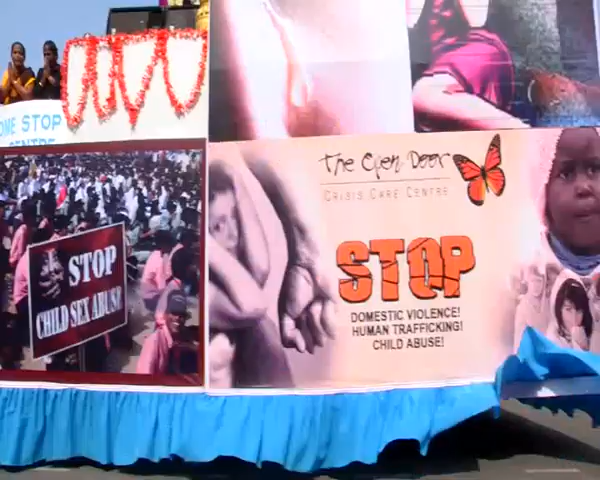 OME STOP
CENTRE
The Open Door
CRISIS CARE CENTRE
STOP
DOMESTIC VIOLENCE!
HUMAN TRAFFICKING!
CHILD ABUSE!
STOP
CHILD SEX ABUSE